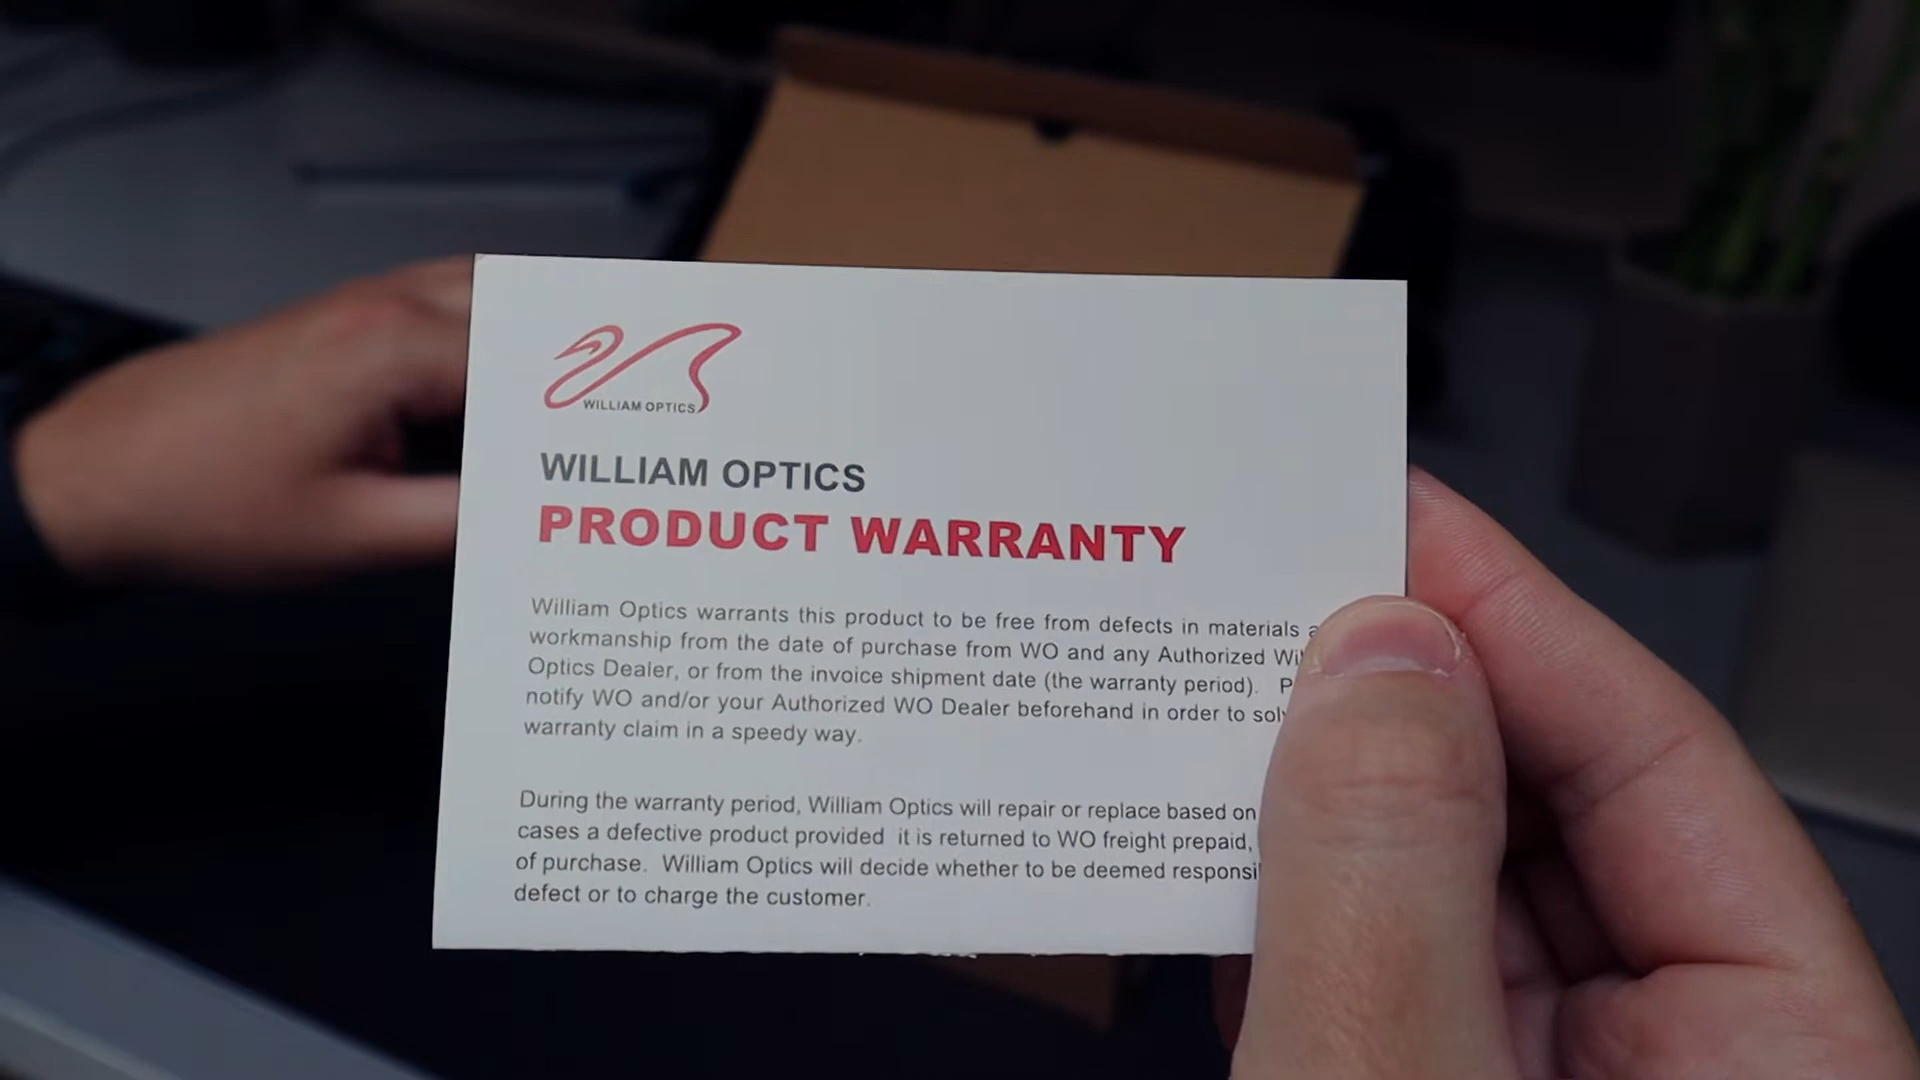 WILLIAM OPTICS
WILLIAM OPTICS
PRODUCT WARRANTY
William Optics warrants this product to be free from defects in materials
workmanship from the date of purchase from WO and any Authorized
Optics Dealer, or from the invoice shipment date (the warranty period).
notify WO and/or your Authorized WO Dealer beforehand in order to
warranty claim in a speedy way.
During the warranty period, William Optics will repair or replace based on
cases a defective product provided it is returned to WO freight prepaid,
of purchase. William Optics will decide whether to be deemed
defect or to charge the customer.